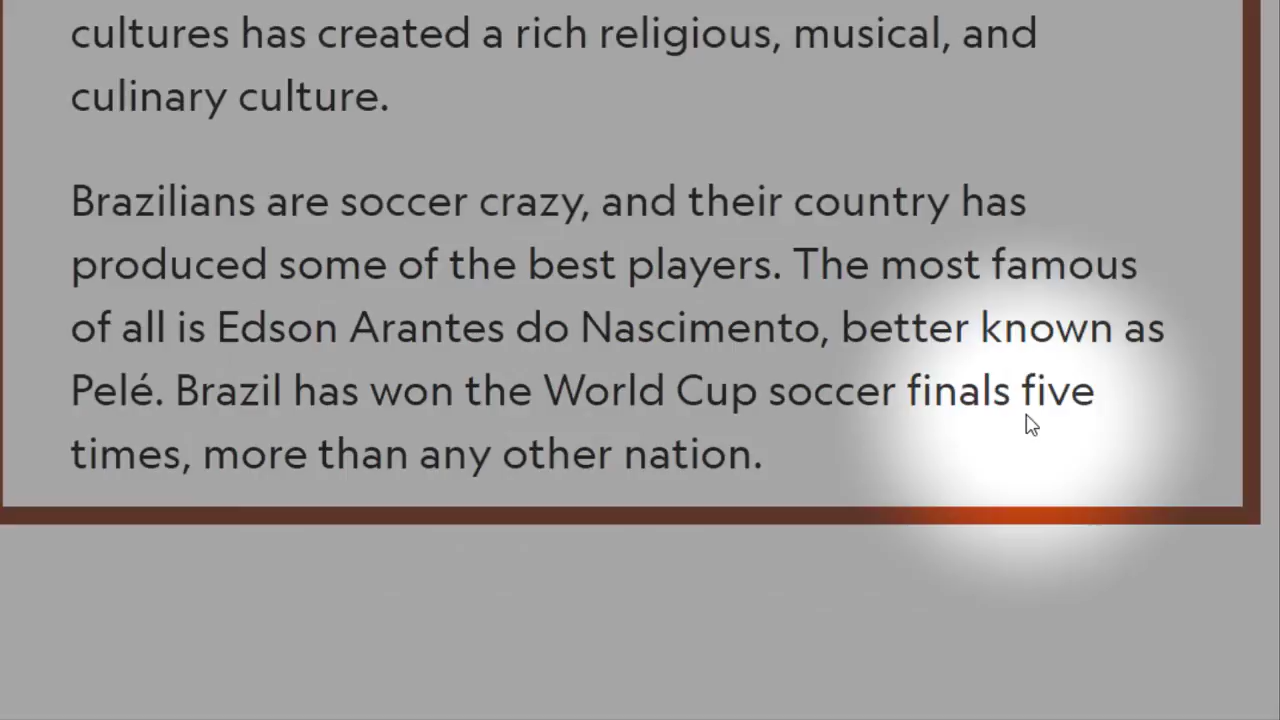 cultures has created a rich religious, musical, and
culinary culture.
Brazilians are soccer crazy, and their country has
produced some of the best players. The most famous
of all is Edson Arantes do Nascimento, better known as
Pelé. Brazil has won the World Cup soccer finals five
times, more than any other nation.